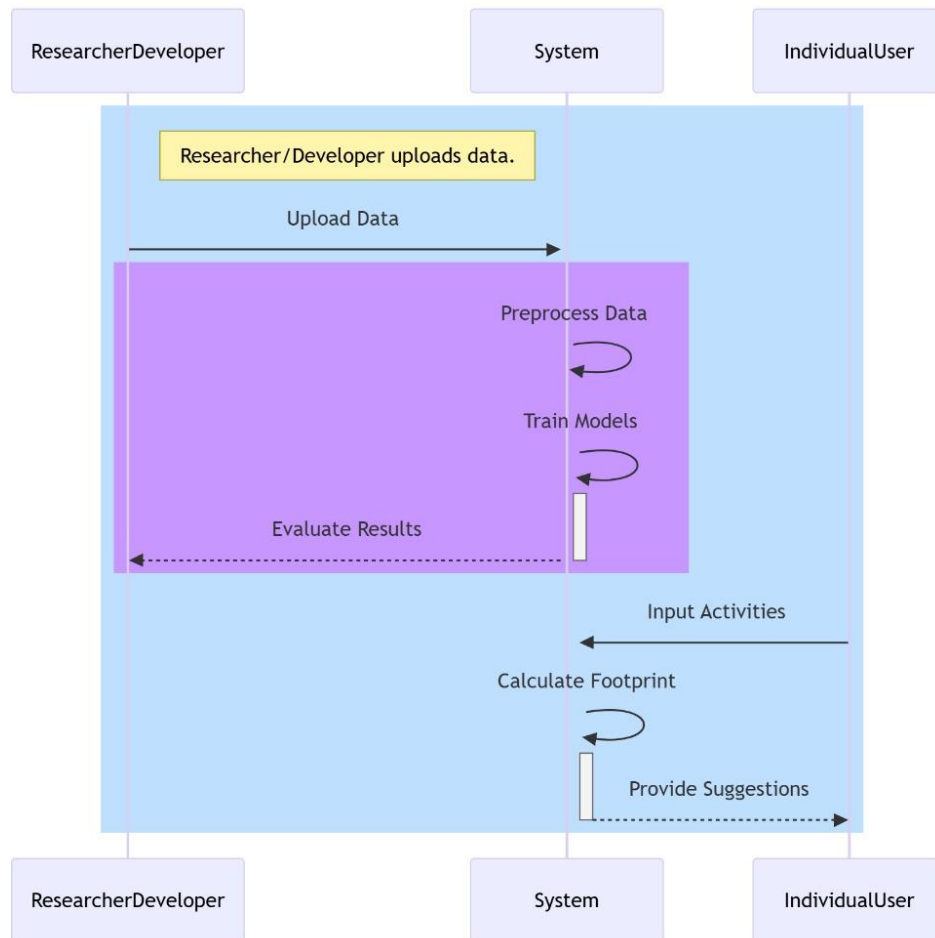 ResearcherDeveloper
System
IndividualUser
Researcher/Developer uploads data.
Upload Data
Preprocess Data
Train Models
Evaluate Results
Input Activities
Calculate Footprint
Provide Suggestions
ResearcherDeveloper
System
IndividualUser